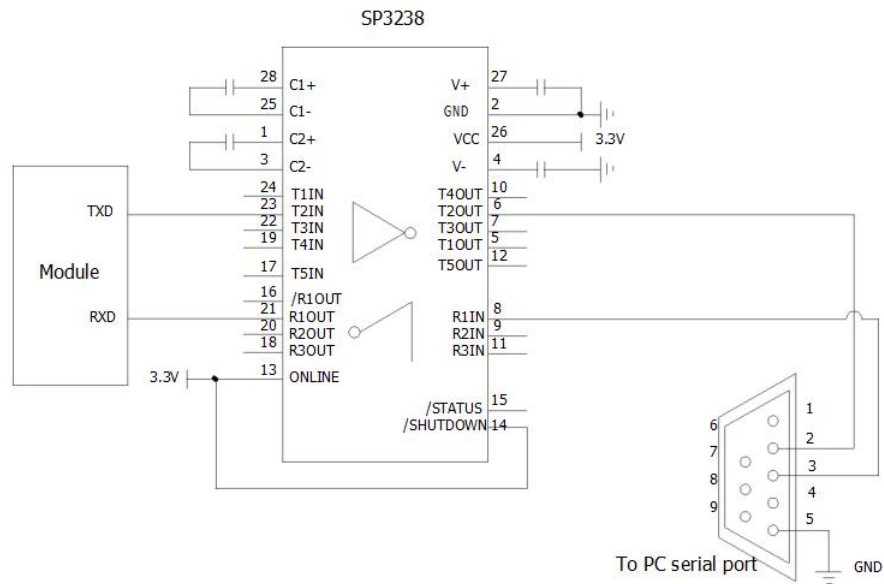 SP3238
28 C1+ V+ 27
25 C1- GND 2
1 C2+ VCC 26 3.3V
3 C2- V- 4
24 T1IN T4OUT 10
TXD 23 T2IN T2OUT 6
22 T3IN T3OUT 7
19 T4IN T1OUT 5
17 T5IN T5OUT 12
Module
16 /R1OUT
RXD 21 R1OUT R1IN 8
20 R2OUT R2IN 9
18 R3OUT R3IN 11
3.3V 13 ONLINE
/STATUS 15
/SHUTDOWN 14
1
6
2
7
3
8
4
9
5
To PC serial port
GND